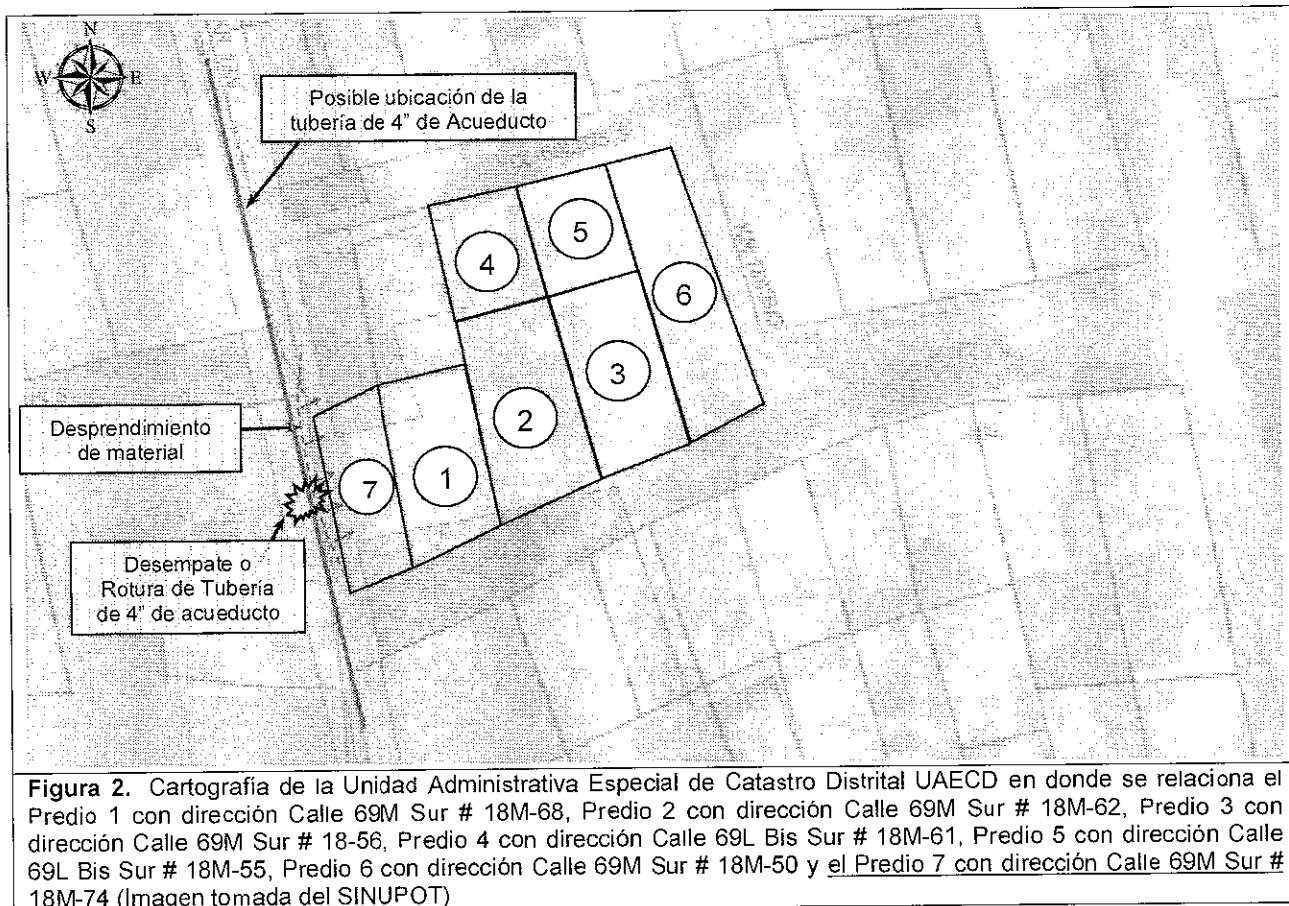 N
W E
S
Posible ubicación de la
tubería de 4" de Acueducto
5
4
6
3
2
Desprendimiento
de material
1
7
Desempate o
Rotura de Tubería
de 4" de acueducto
Figura 2. Cartografía de la Unidad Administrativa Especial de Catastro Distrital UAECD en donde se relaciona el
Predio 1 con dirección Calle 69M Sur # 18M-68, Predio 2 con dirección Calle 69M Sur # 18M-62, Predio 3 con
dirección Calle 69M Sur # 18-56, Predio 4 con dirección Calle 69L Bis Sur # 18M-61, Predio 5 con dirección Calle
69L Bis Sur # 18M-55, Predio 6 con dirección Calle 69M Sur # 18M-50 y el Predio 7 con dirección Calle 69M Sur #
18M-74 (Imagen tomada del SINUPOT)